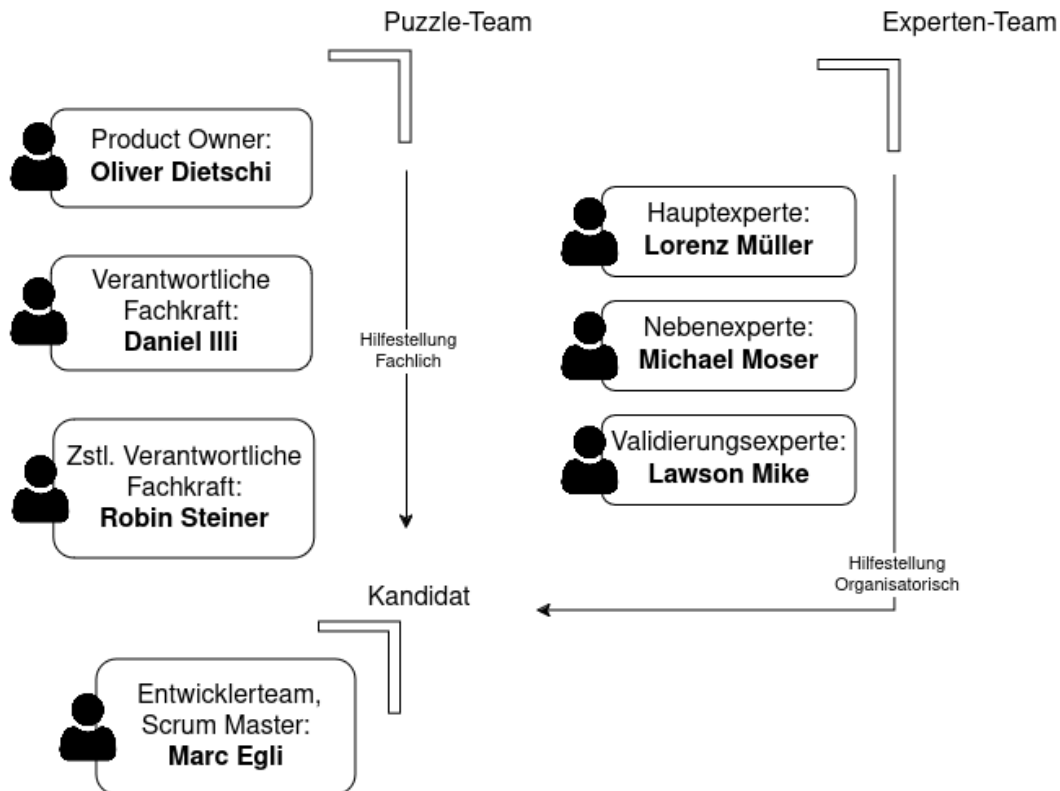 Puzzle-Team
Product Owner:
Oliver Dietschi
Verantwortliche
Fachkraft:
Daniel Illi
Zstl. Verantwortliche
Fachkraft:
Robin Steiner
Hilfestellung
Fachlich
Experten-Team
Hauptexperte:
Lorenz Müller
Nebenexperte:
Michael Moser
Validierungsexperte:
Lawson Mike
Hilfestellung
Organisatorisch
Kandidat
Entwicklerteam,
Scrum Master:
Marc Egli